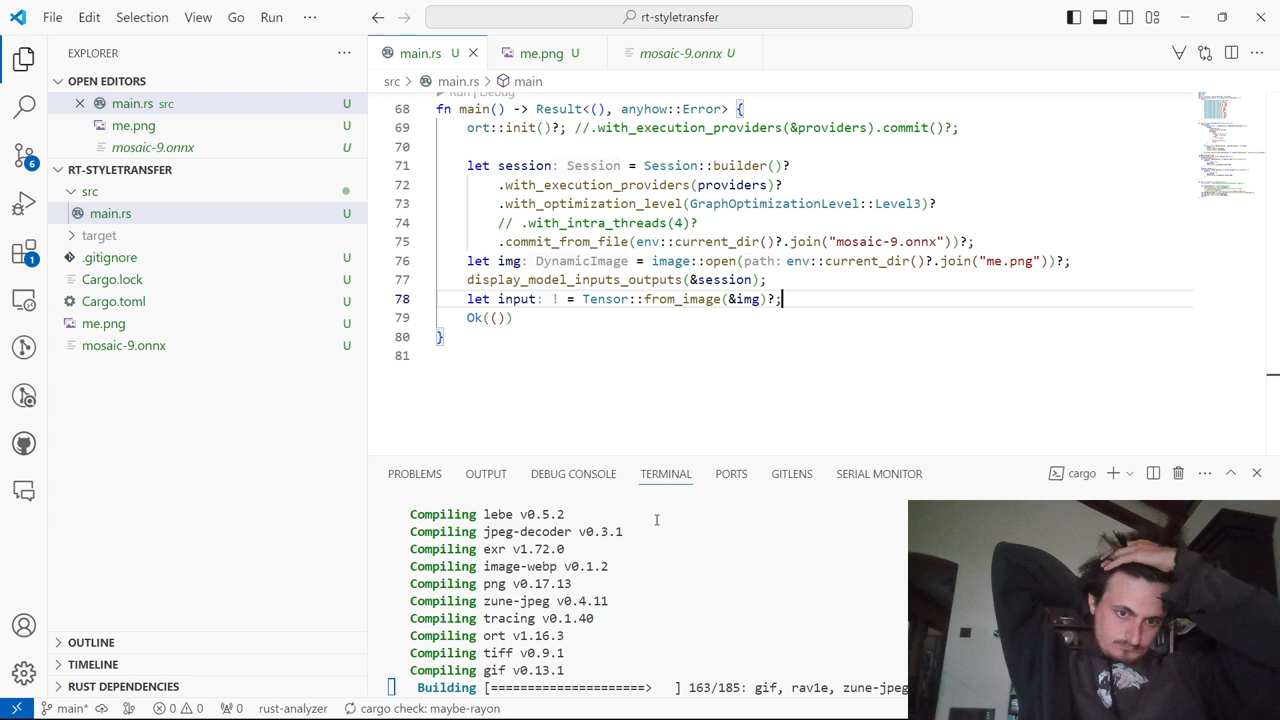 File Edit Selection View Go Run ··· rt-styletransfer
EXPLORER
OPEN EDITORS
main.rs src U
me.png U
mosaic-9.onnx U
RT-STYLETRANSFER
src
main.rs U
target
.gitignore U
Cargo.lock U
Cargo.toml U
me.png U
mosaic-9.onnx U
OUTLINE
TIMELINE
RUST DEPENDENCIES
6
1
main.rs U me.png U mosaic-9.onnx U
src > main.rs > main
Run | Debug
68 fn main() -> Result<(), anyhow::Error> {
69 ort::init()?; //.with_execution_providers(&providers).commit()?;
70
71 let session: Session = Session::builder()?
72 .with_execution_providers(providers)?
73 .with_optimization_level(GraphOptimizationLevel::Level3)?
74 // .with_intra_threads(4)?
75 .commit_from_file(env::current_dir()?.join("mosaic-9.onnx"))?;
76 let img: DynamicImage = image::open(path: env::current_dir()?.join("me.png"))?;
77 display_model_inputs_outputs(&session);
78 let input: ! = Tensor::from_image(&img)?;
79 Ok(())
80 }
81
PROBLEMS OUTPUT DEBUG CONSOLE TERMINAL PORTS GITLENS SERIAL MONITOR cargo
Compiling lebe v0.5.2
Compiling jpeg-decoder v0.3.1
Compiling exr v1.72.0
Compiling image-webp v0.1.2
Compiling png v0.17.13
Compiling zune-jpeg v0.4.11
Compiling tracing v0.1.40
Compiling ort v1.16.3
Compiling tiff v0.9.1
Compiling gif v0.13.1
Building [=====================> ] 163/185: gif, rav1e, zune-jpeg
main* 0 0 0 rust-analyzer cargo check: maybe-rayon